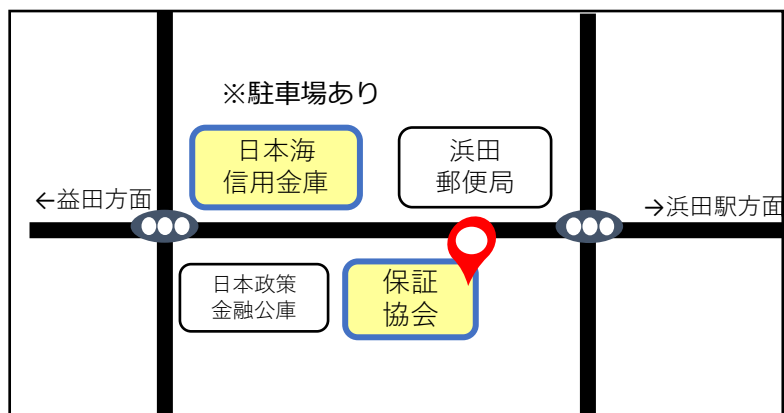 ※駐車場あり
日本海
信用金庫
浜田
郵便局
←益田方面
→浜田駅方面
日本政策
金融公庫
保証
協会